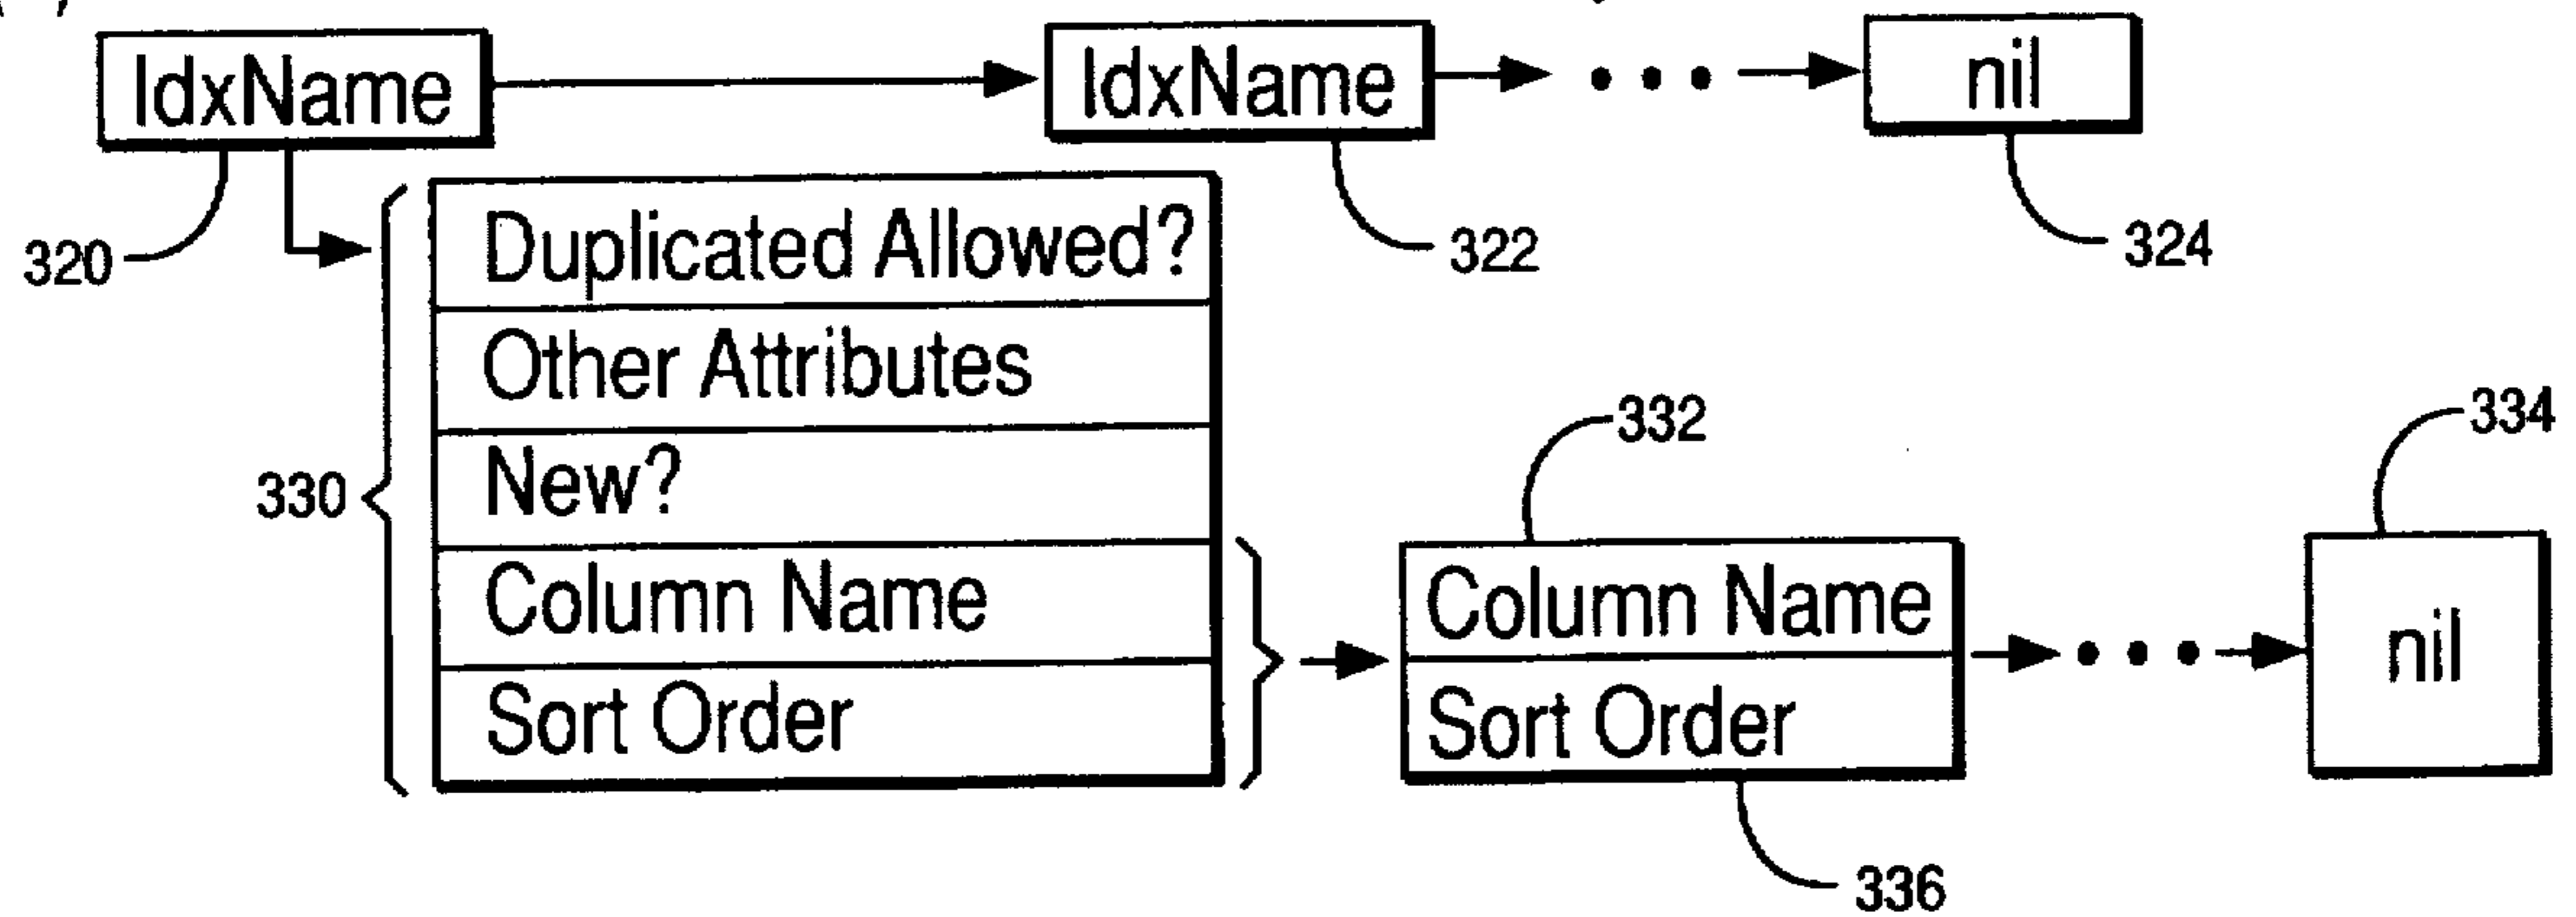 IdxName
IdxName
nil
320
322
324
Duplicated Allowed?
Other Attributes
New?
Column Name
Sort Order
330
332
334
Column Name
Sort Order
nil
336